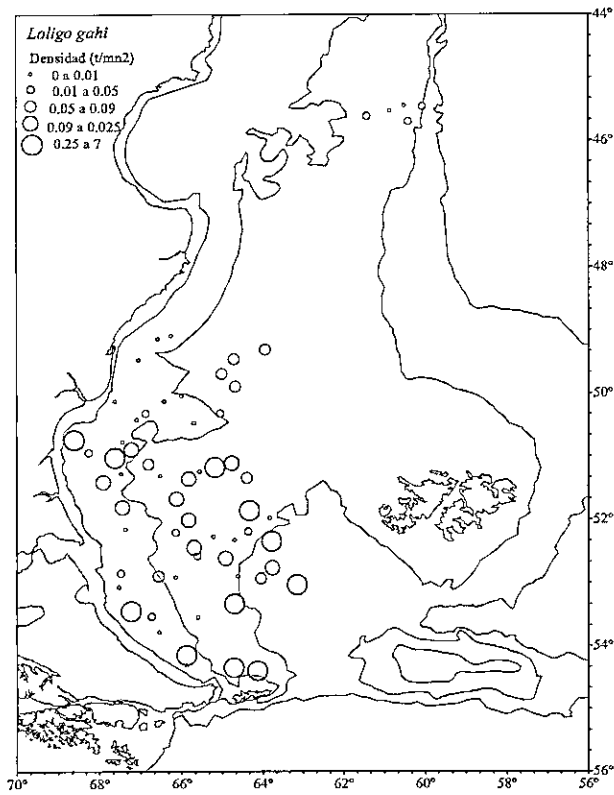 Loligo gahi
Densidad (t/mn2)
0 a 0.01
0.01 a 0.05
0.05 a 0.09
0.09 a 0.025
0.25 a 7
44°
46°
48°
50°
52°
54°
56°
70° 68° 66° 64° 62° 60° 58° 56°